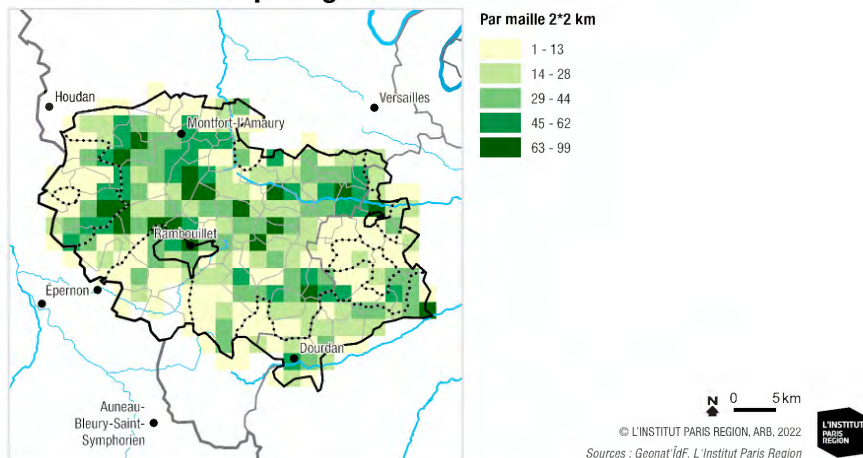 Par maille 2*2 km
1 - 13
14 - 28
29 - 44
45 - 62
63 - 99
Houdan
Versailles
Montfort-l'Amaury
Rambouillet
Épernon
Dourdan
Auneau-
Bleury-Saint-
Symphorien
N 0 5 km
© L'INSTITUT PARIS REGION, ARB, 2022
Sources : Geonat'ÎdF, L'Institut Paris Region
L'INSTITUT
PARIS
REGION